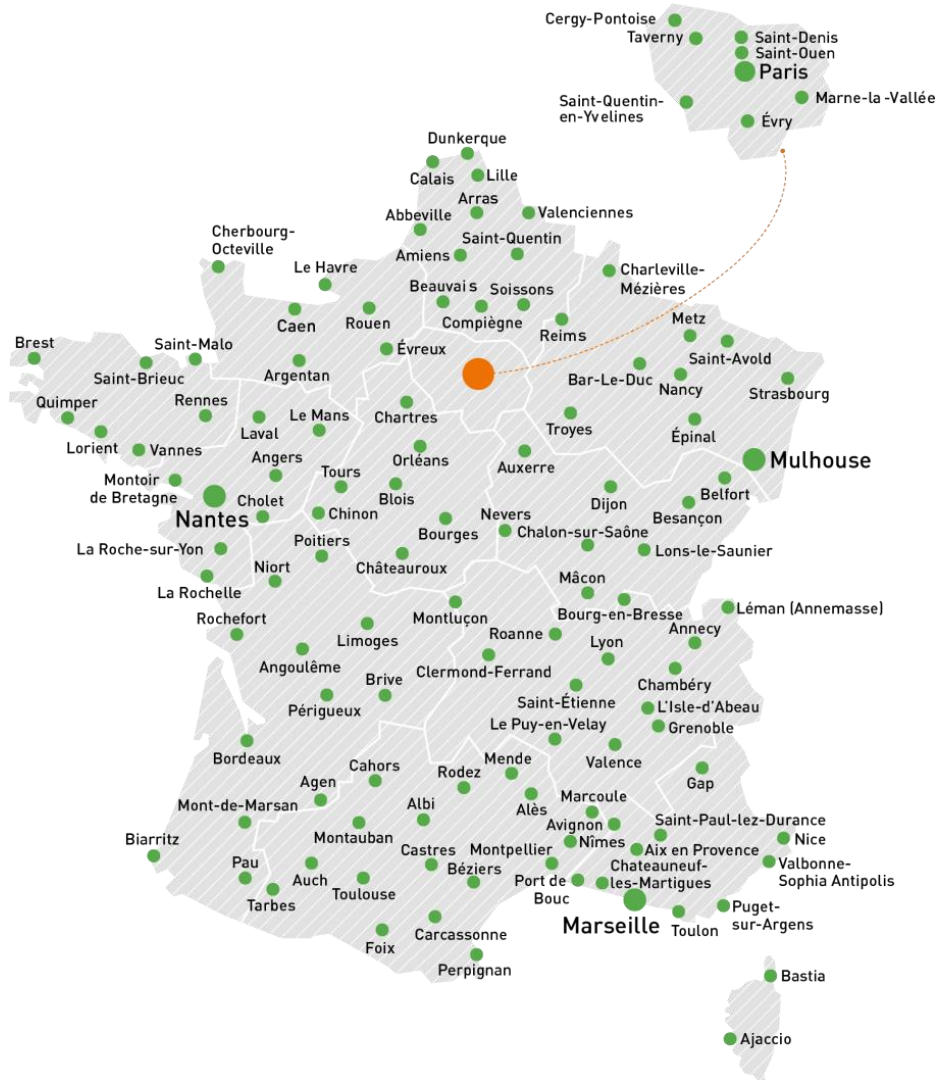 Cergy-Pontoise
Taverny
Saint-Denis
Saint-Ouen
Paris
Marne-la -Vallée
Saint-Quentin-
en-Yvelines
Évry
Dunkerque
Calais
Lille
Arras
Abbeville
Valenciennes
Cherbourg-
Octeville
Saint-Quentin
Amiens
Le Havre
Charleville-
Mézières
Beauvais
Soissons
Caen
Rouen
Compiègne
Reims
Metz
Brest
Saint-Malo
Évreux
Saint-Avold
Saint-Brieuc
Argentan
Bar-Le-Duc
Nancy
Strasbourg
Quimper
Rennes
Le Mans
Chartres
Troyes
Épinal
Laval
Lorient
Vannes
Angers
Orléans
Auxerre
Mulhouse
Montoir
de Bretagne
Tours
Blois
Dijon
Belfort
Nantes
Cholet
Chinon
Nevers
Besançon
Bourges
Chalon-sur-Saône
La Roche-sur-Yon
Poitiers
Lons-le-Saunier
Niort
Châteauroux
Mâcon
La Rochelle
Bourg-en-Bresse
Léman (Annemasse)
Rochefort
Montluçon
Annecy
Limoges
Roanne
Lyon
Angoulême
Clermond-Ferrand
Brive
Chambéry
Périgueux
Saint-Étienne
L'Isle-d'Abeau
Le Puy-en-Velay
Grenoble
Bordeaux
Mende
Valence
Cahors
Rodez
Agen
Gap
Mont-de-Marsan
Albi
Alès
Marcoule
Saint-Paul-lez-Durance
Montauban
Avignon
Biarritz
Nîmes
Nice
Castres
Montpellier
Aix en Provence
Pau
Béziers
Chateauneuf-
les-Martigues
Valbonne-
Sophia Antipolis
Auch
Toulouse
Port de
Bouc
Tarbes
Puget-
sur-Argens
Marseille
Toulon
Carcassonne
Foix
Perpignan
Bastia
Ajaccio